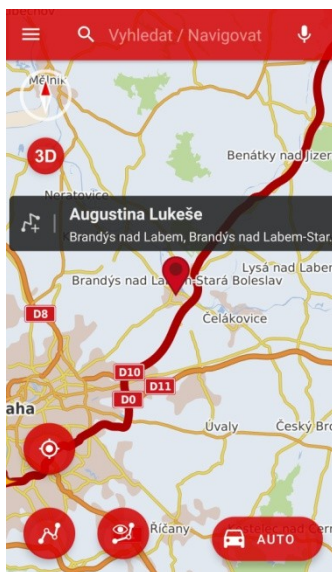 Vyhledat / Navigovat
Mělník
3D
Benátky nad Jizer
Neratovice
Augustina Lukeše
Brandýs nad Labem, Brandýs nad Labem-Star...
Lysá nad Laber
Brandýs nad Labem-Stará Boleslav
Čelákovice
D8
D10
D11
D0
aha
Úvaly
Český Bro
Říčany
AUTO